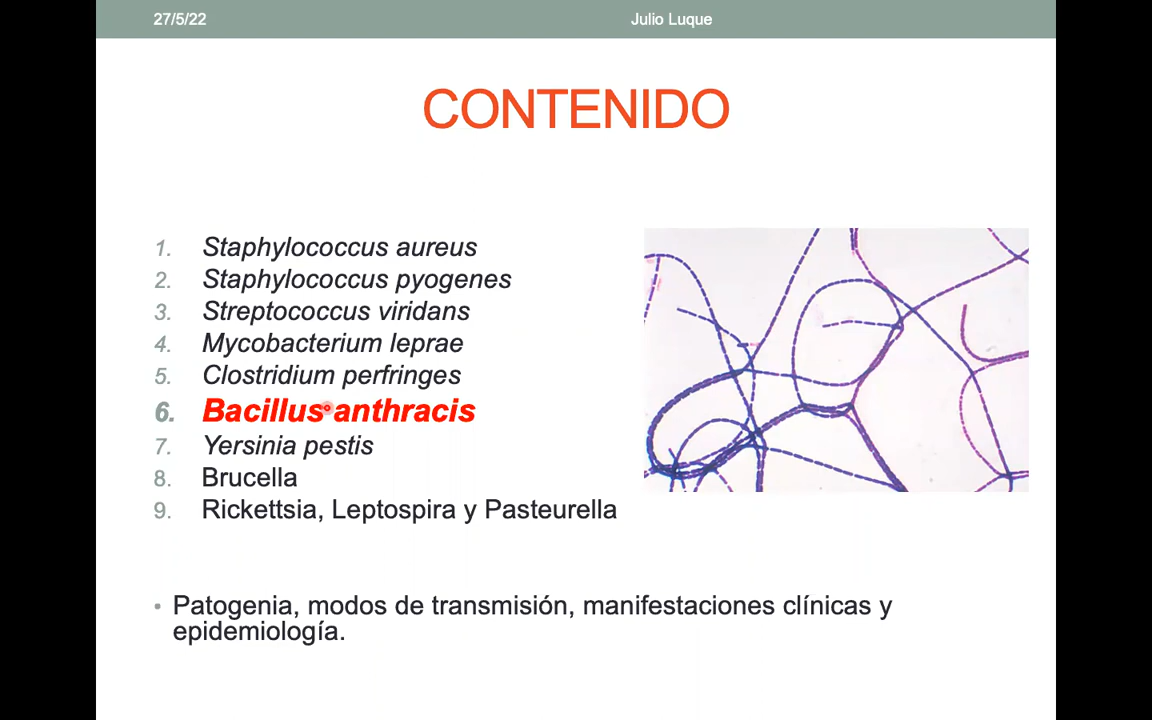 27/5/22
Julio Luque
CONTENIDO
1. Staphylococcus aureus
2. Staphylococcus pyogenes
3. Streptococcus viridans
4. Mycobacterium leprae
5. Clostridium perfringes
6. Bacillus anthracis
7. Yersinia pestis
8. Brucella
9. Rickettsia, Leptospira y Pasteurella
• Patogenia, modos de transmisión, manifestaciones clínicas y
epidemiología.